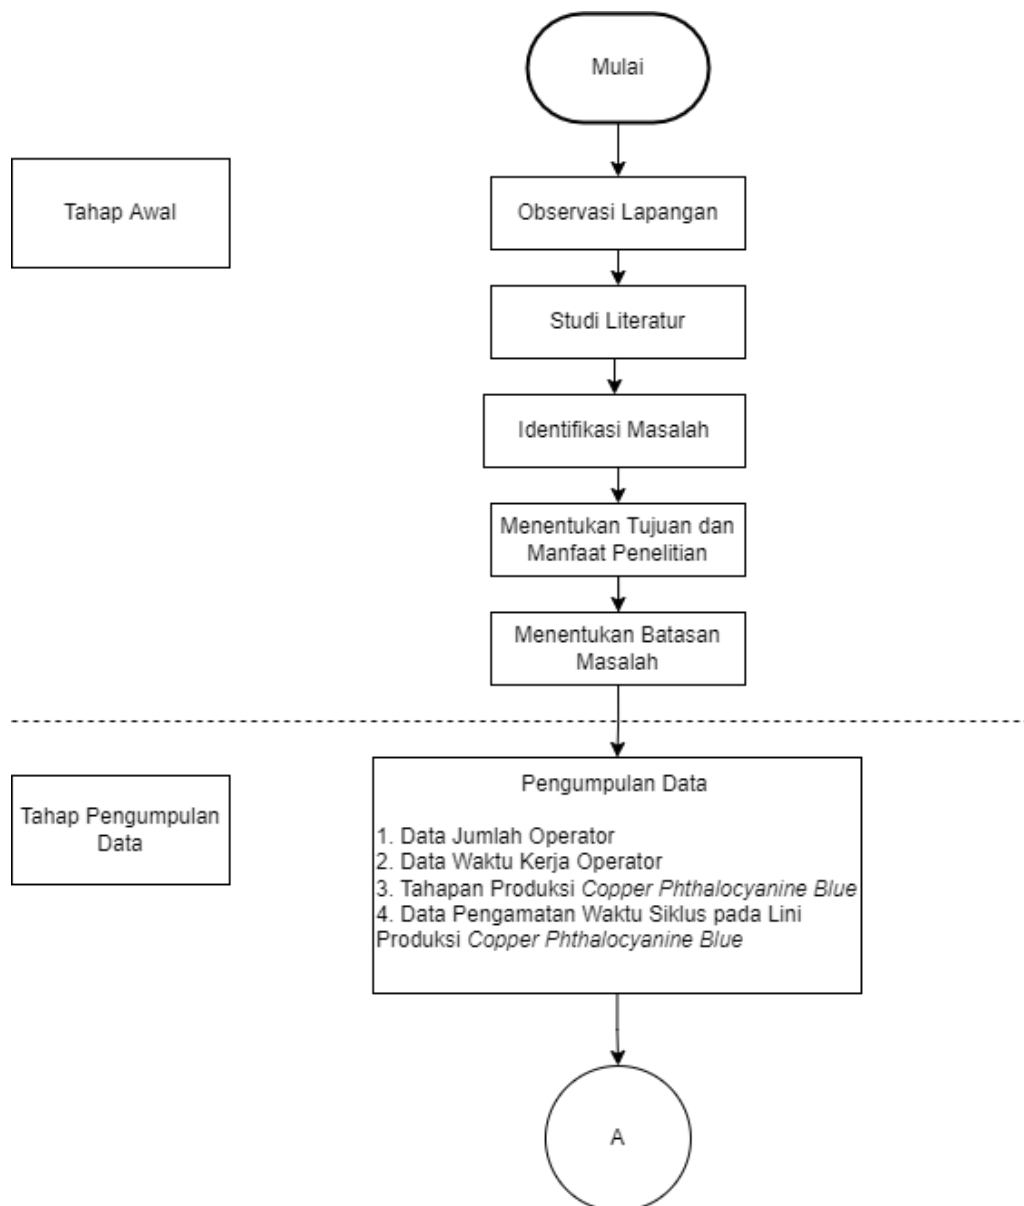 Mulai
Tahap Awal
Observasi Lapangan
Studi Literatur
Identifikasi Masalah
Menentukan Tujuan dan
Manfaat Penelitian
Menentukan Batasan
Masalah
Tahap Pengumpulan
Data
Pengumpulan Data
1. Data Jumlah Operator
2. Data Waktu Kerja Operator
3. Tahapan Produksi Copper Phthalocyanine Blue
4. Data Pengamatan Waktu Siklus pada Lini
Produksi Copper Phthalocyanine Blue
A